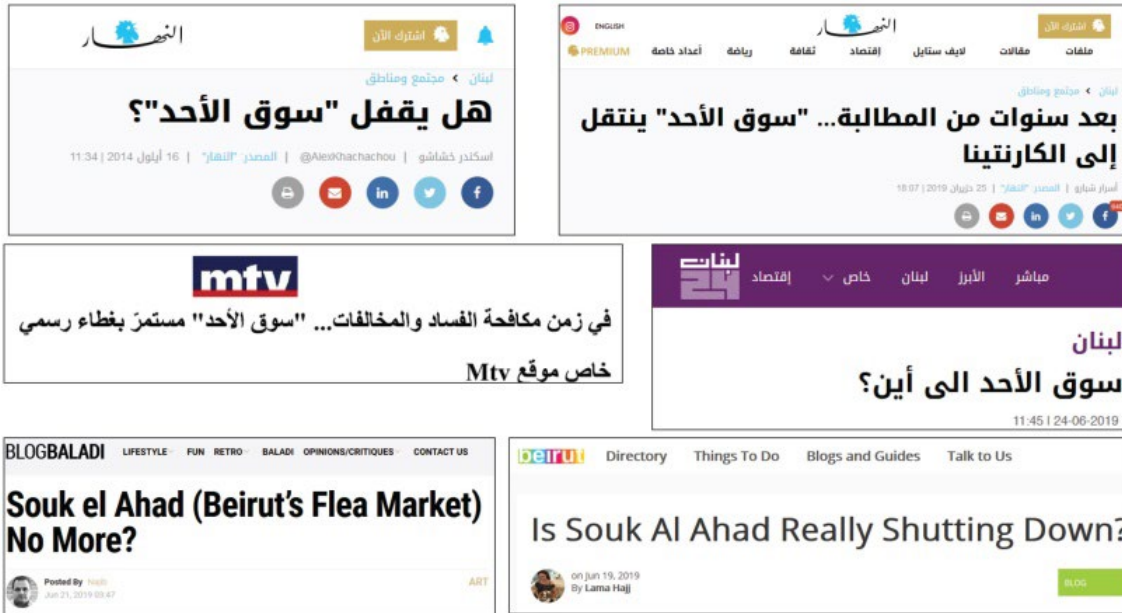 النهار
اشترك الآن
لبنان > مجتمع ومناطق
هل يقفل "سوق الأحد"؟
اسكندر خشاشو | @AlexKhachachou | المصدر: "النهار" | 16 أيلول 2014 | 11:34
ENGLISH
النهار
اشترك الآن
ملفات مقالات لايف ستايل إقتصاد ثقافة رياضة أعداد خاصة PREMIUM
لبنان > مجتمع ومناطق
بعد سنوات من المطالبة... "سوق الأحد" ينتقل
إلى الكارنتينا
أسرار شبارو | المصدر: "النهار" | 25 حزيران 2019 | 18:07
mtv
في زمن مكافحة الفساد والمخالفات... "سوق الأحد" مستمرّ بغطاء رسمي
خاص موقع Mtv
لبنان 24
مباشر الأبرز لبنان خاص إقتصاد
لبنان
سوق الأحد الى أين؟
11:45 | 24-06-2019
BLOGBALADI LIFESTYLE FUN RETRO BALADI OPINIONS/CRITIQUES CONTACT US
Souk el Ahad (Beirut's Flea Market)
No More?
Posted By Najib
ART
Jun 21, 2019 03:47
beirut Directory Things To Do Blogs and Guides Talk to Us
Is Souk Al Ahad Really Shutting Down?
on Jun 19, 2019
By Lama Hajj
BLOG